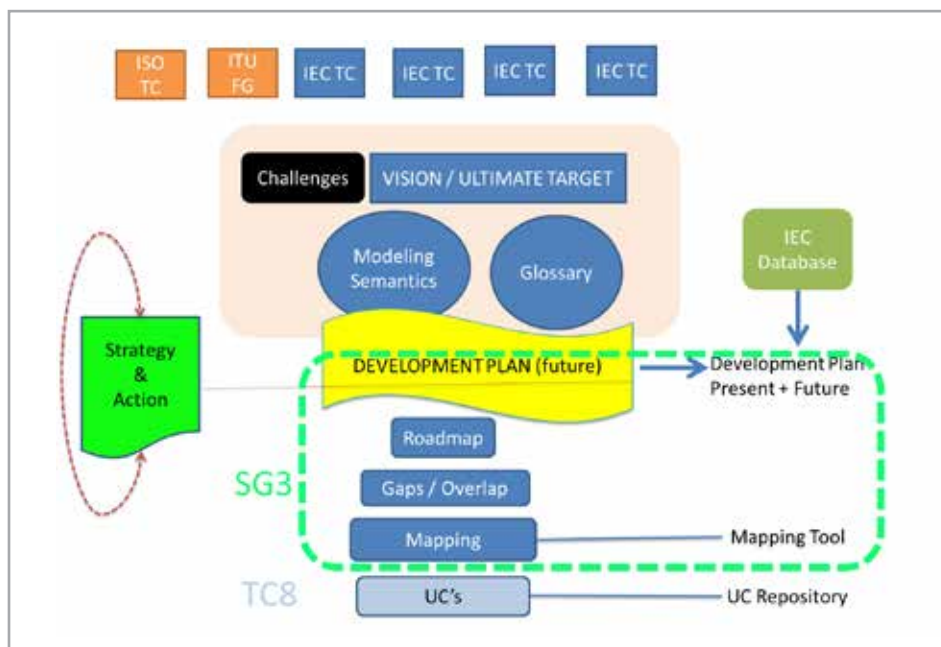 ISO
TC
ITU
FG
IEC TC
IEC TC
IEC TC
IEC TC
Challenges
VISION / ULTIMATE TARGET
Modeling
Semantics
Glossary
IEC
Database
Strategy
&
Action
DEVELOPMENT PLAN (future)
Development Plan
Present + Future
Roadmap
SG3
Gaps / Overlap
Mapping
Mapping Tool
TC8
UC's
UC Repository